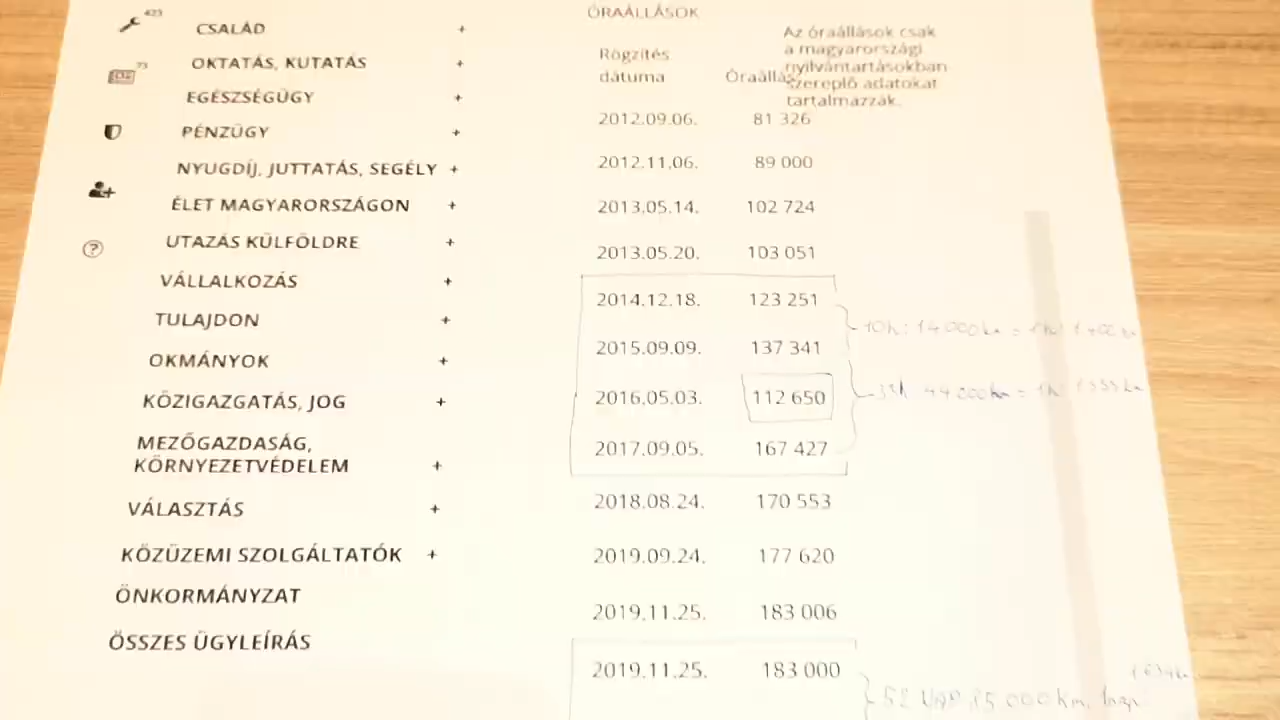 423
CSALÁD +
OKTATÁS, KUTATÁS +
73
EGÉSZSÉGÜGY +
PÉNZÜGY +
NYUGDÍJ, JUTTATÁS, SEGÉLY +
ÉLET MAGYARORSZÁGON +
UTAZÁS KÜLFÖLDRE +
VÁLLALKOZÁS +
TULAJDON +
OKMÁNYOK +
KÖZIGAZGATÁS, JOG +
MEZŐGAZDASÁG,
KÖRNYEZETVÉDELEM +
VÁLASZTÁS +
KÖZÜZEMI SZOLGÁLTATÓK +
ÖNKORMÁNYZAT
ÖSSZES ÜGYLEÍRÁS
ÓRAÁLLÁSOK
Az óraállások csak
a magyarországi
nyilvántartásokban
szereplő adatokat
tartalmazzák.
Rögzítés
dátuma Óraállás
2012.09.06. 81 326
2012.11.06. 89 000
2013.05.14. 102 724
2013.05.20. 103 051
2014.12.18. 123 251
2015.09.09. 137 341
2016.05.03. 112 650
2017.09.05. 167 427
2018.08.24. 170 553
2019.09.24. 177 620
2019.11.25. 183 006
2019.11.25. 183 000